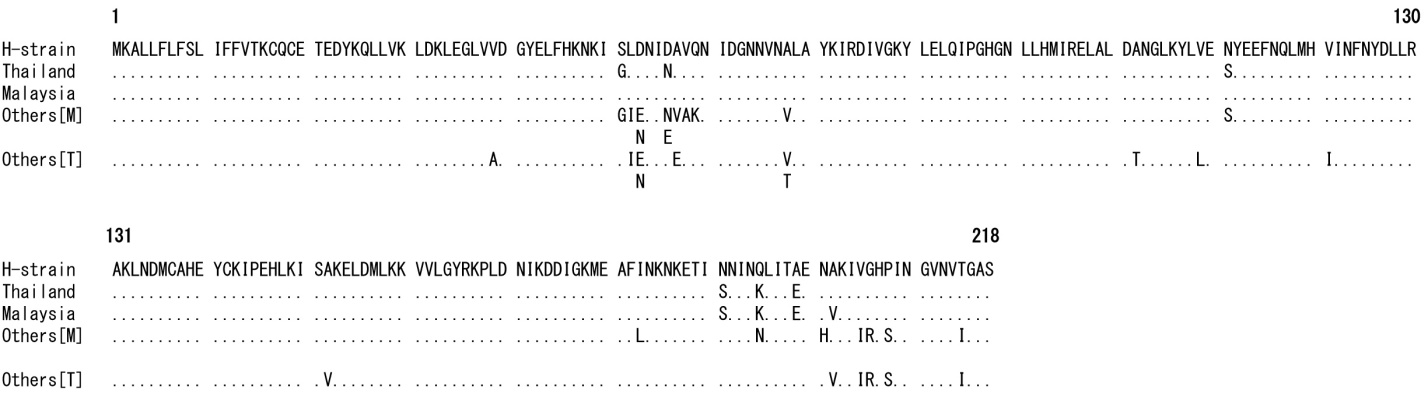 1 130
H-strain MKALLFLFSL IFFVTKCQCE TEDYKQLLVK LDKLEGLVVD GYELFHKNKI SLDNIDAVQN IDGNNVNALA YKIRDIVGKY LELQIPGHGN LLHMIRELAL DANGLKYLVE NYEEFNQLMH VINFNYDLLR
Thailand .......... .......... .......... .......... .......... G....N.... .......... .......... .......... .......... .......... S......... ..........
Malaysia .......... .......... .......... .......... .......... .......... .......... .......... .......... .......... .......... .......... ..........
Others[M] .......... .......... .......... .......... .......... GIE..NVAK. .......V.. .......... .......... .......... .......... S......... ..........
N E
Others[T] .......... .......... .......... ........A. .......... .IE...E... .......V.. .......... .......... .......... .T......L. .......... I.........
N T
131 218
H-strain AKLNDMCAHE YCKIPEHLKI SAKELDMLKK VVLGYRKPLD NIKDDIGKME AFINKNKETI NNINQLITAE NAKIVGHPIN GVNVTGAS
Thailand .......... .......... .......... .......... .......... .......... S...K...E. .......... ........
Malaysia .......... .......... .......... .......... .......... .......... S...K...E. .V........ ........
Others[M] .......... .......... .......... .......... .......... ..L....... ....N..... H...IR.S.. ....I...
Others[T] .......... .......... .V........ .......... .......... .......... .......... .V..IR.S.. ....I...